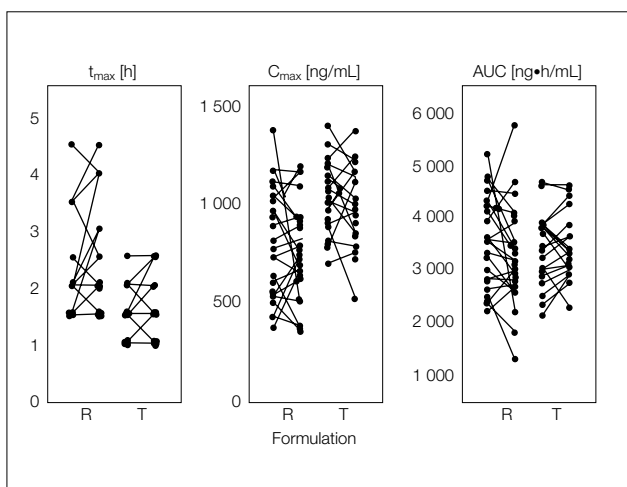 t_max [h]
5
4
3
2
1
0
R T
C_max [ng/mL]
1 500
1 000
500
0
R T
AUC [ng•h/mL]
6 000
5 000
4 000
3 000
2 000
1 000
R T
Formulation